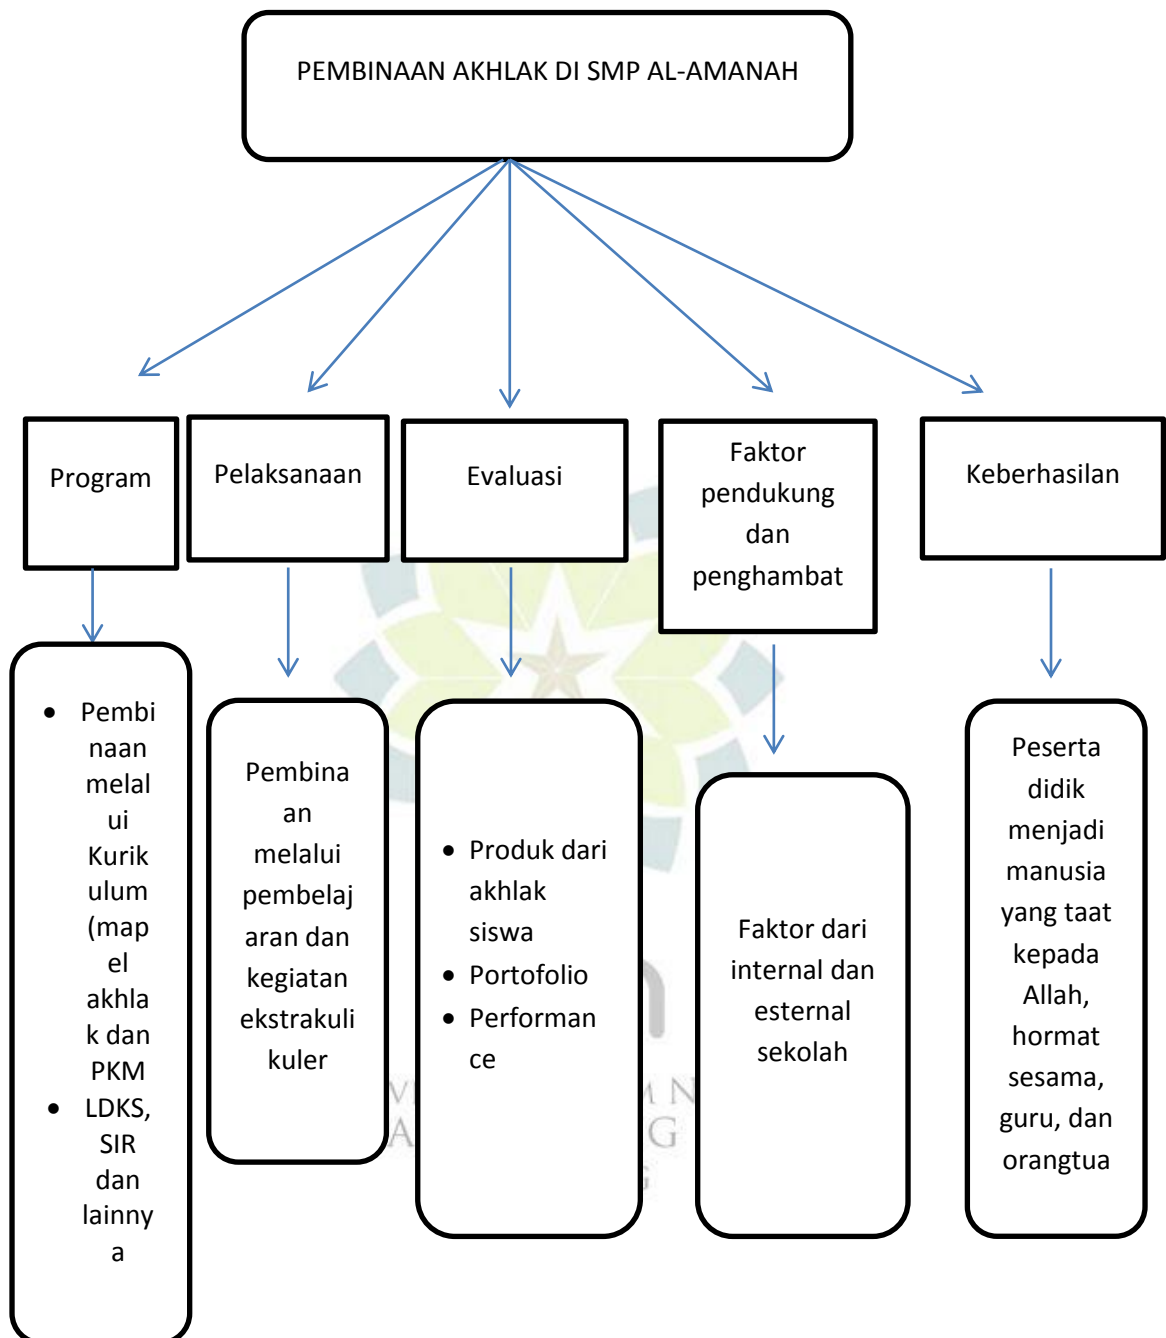 PEMBINAAN AKHLAK DI SMP AL-AMANAH
Program
Pelaksanaan
Evaluasi
Faktor
pendukung
dan
penghambat
Keberhasilan
• Pembi
naan
melal
ui
Kurik
ulum
(map
el
akhla
k dan
PKM
• LDKS,
SIR
dan
lainny
a
Pembina
an
melalui
pembelaj
aran dan
kegiatan
ekstrakuli
kuler
• Produk dari
akhlak
siswa
• Portofolio
• Performan
ce
Faktor dari
internal dan
esternal
sekolah
Peserta
didik
menjadi
manusia
yang taat
kepada
Allah,
hormat
sesama,
guru, dan
orangtua